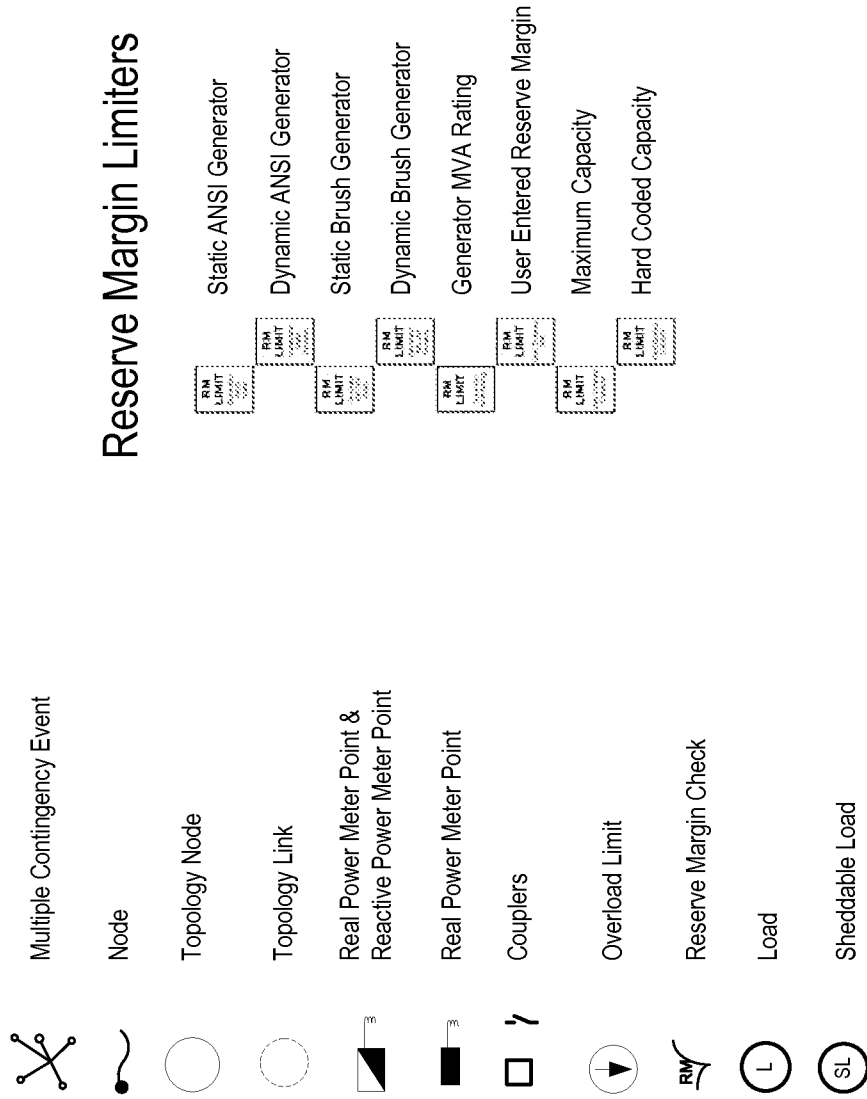 Multiple Contingency Event
Node
Topology Node
Topology Link
Real Power Meter Point &
Reactive Power Meter Point
m
Real Power Meter Point
m
Couplers
Overload Limit
Reserve Margin Check
RM
Load
L
Sheddable Load
SL
Reserve Margin Limiters
RM
LIMIT
Static ANSI Generator
RM
LIMIT
Dynamic ANSI Generator
RM
LIMIT
Static Brush Generator
RM
LIMIT
Dynamic Brush Generator
RM
LIMIT
Generator MVA Rating
RM
LIMIT
User Entered Reserve Margin
RM
LIMIT
Maximum Capacity
RM
LIMIT
Hard Coded Capacity